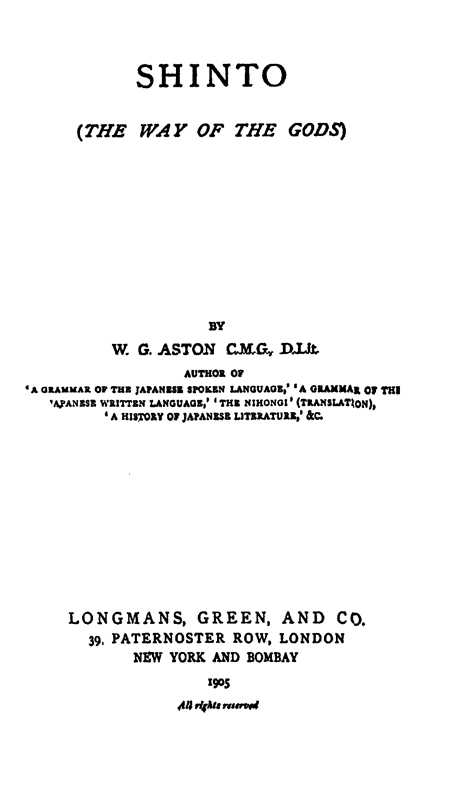 SHINTO
(THE WAY OF THE GODS)
BY
W. G. ASTON C.M.G., D.Lit.
AUTHOR OF
'A GRAMMAR OF THE JAPANESE SPOKEN LANGUAGE,' 'A GRAMMAR OF THE
JAPANESE WRITTEN LANGUAGE,' 'THE NIHONGI' (TRANSLATION),
'A HISTORY OF JAPANESE LITERATURE,' &C.
LONGMANS, GREEN, AND CO.
39, PATERNOSTER ROW, LONDON
NEW YORK AND BOMBAY
1905
All rights reserved